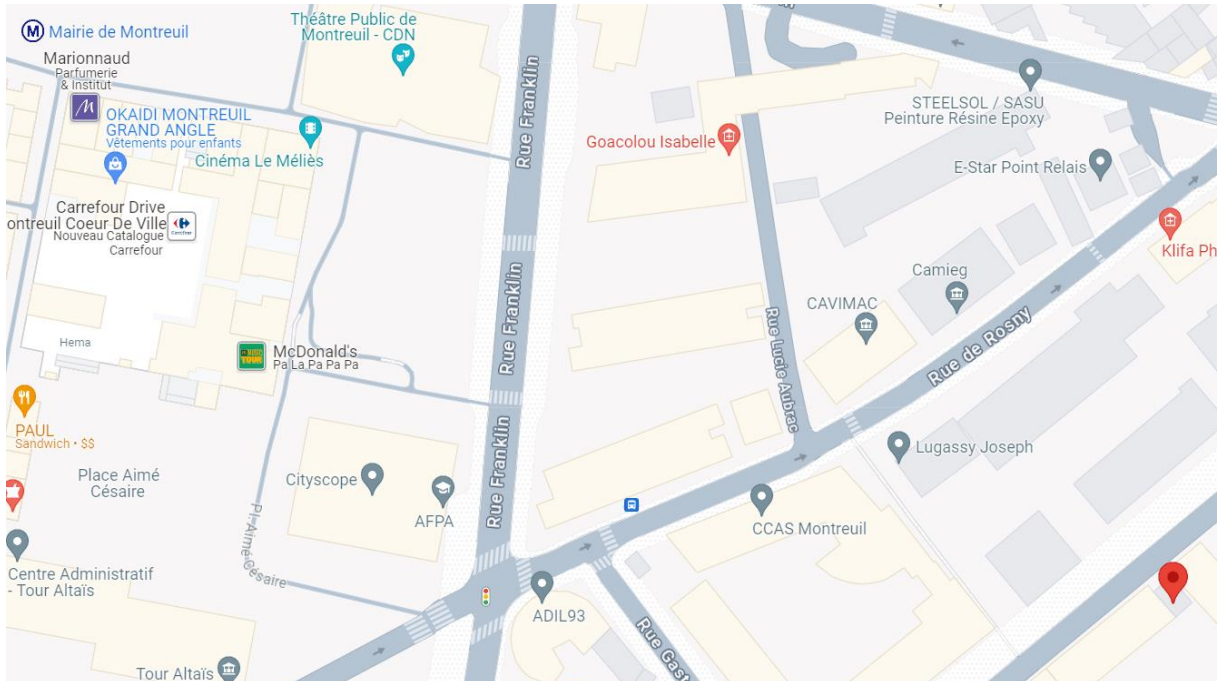 Théâtre Public de
Montreuil - CDN
M Mairie de Montreuil
Marionnaud
Parfumerie
& Institut
OKAIDI MONTREUIL
GRAND ANGLE
Vêtements pour enfants
Cinéma Le Méliès
Rue Franklin
Goacolou Isabelle
STEELSOL / SASU
Peinture Résine Epoxy
E-Star Point Relais
Carrefour Drive
ontreuil Coeur De Ville
Nouveau Catalogue
Carrefour
Carrefour
Klifa Ph
Camieg
CAVIMAC
Rue Franklin
Rue Lucie Aubrac
Rue de Rosny
Hema
TOUR
McDonald's
Pa La Pa Pa Pa
PAUL
Sandwich • $$
Place Aimé
Césaire
Cityscope
AFPA
Rue Franklin
Lugassy Joseph
CCAS Montreuil
Pl. Aimé Césaire
Centre Administratif
- Tour Altaïs
ADIL93
Rue Gast
Tour Altaïs